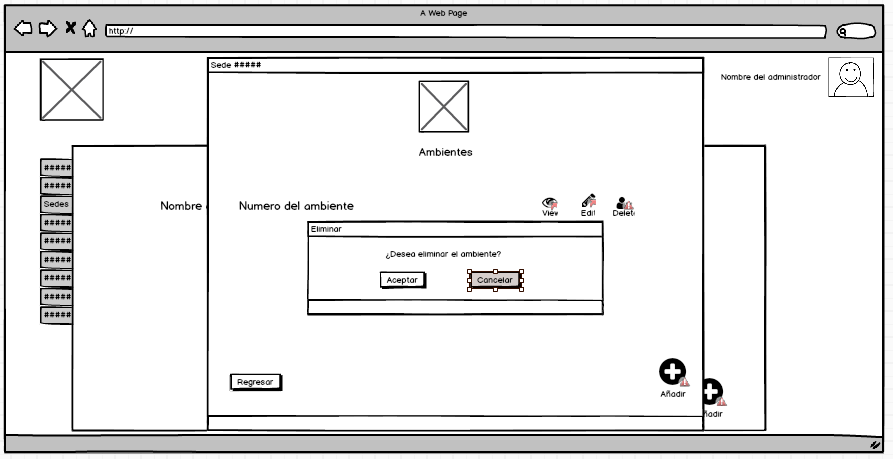 A Web Page
http://
Sede #####
Nombre del administrador
Ambientes
#####
#####
Sedes
#####
#####
#####
#####
#####
#####
Nombre
Numero del ambiente
View
Edit
Delete
Eliminar
¿Desea eliminar el ambiente?
Aceptar
Cancelar
Regresar
Añadir
ñadir